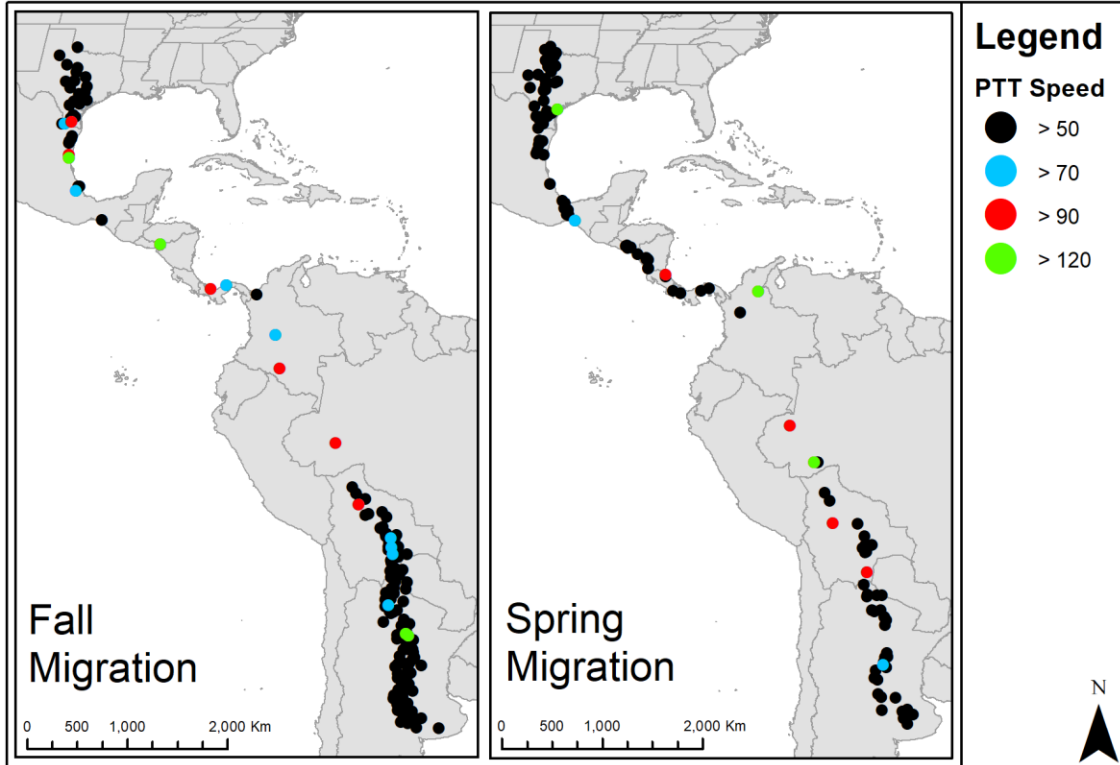 Fall
Migration
0 500 1,000 2,000 Km
Spring
Migration
0 500 1,000 2,000 Km
Legend
PTT Speed
> 50
> 70
> 90
> 120
N